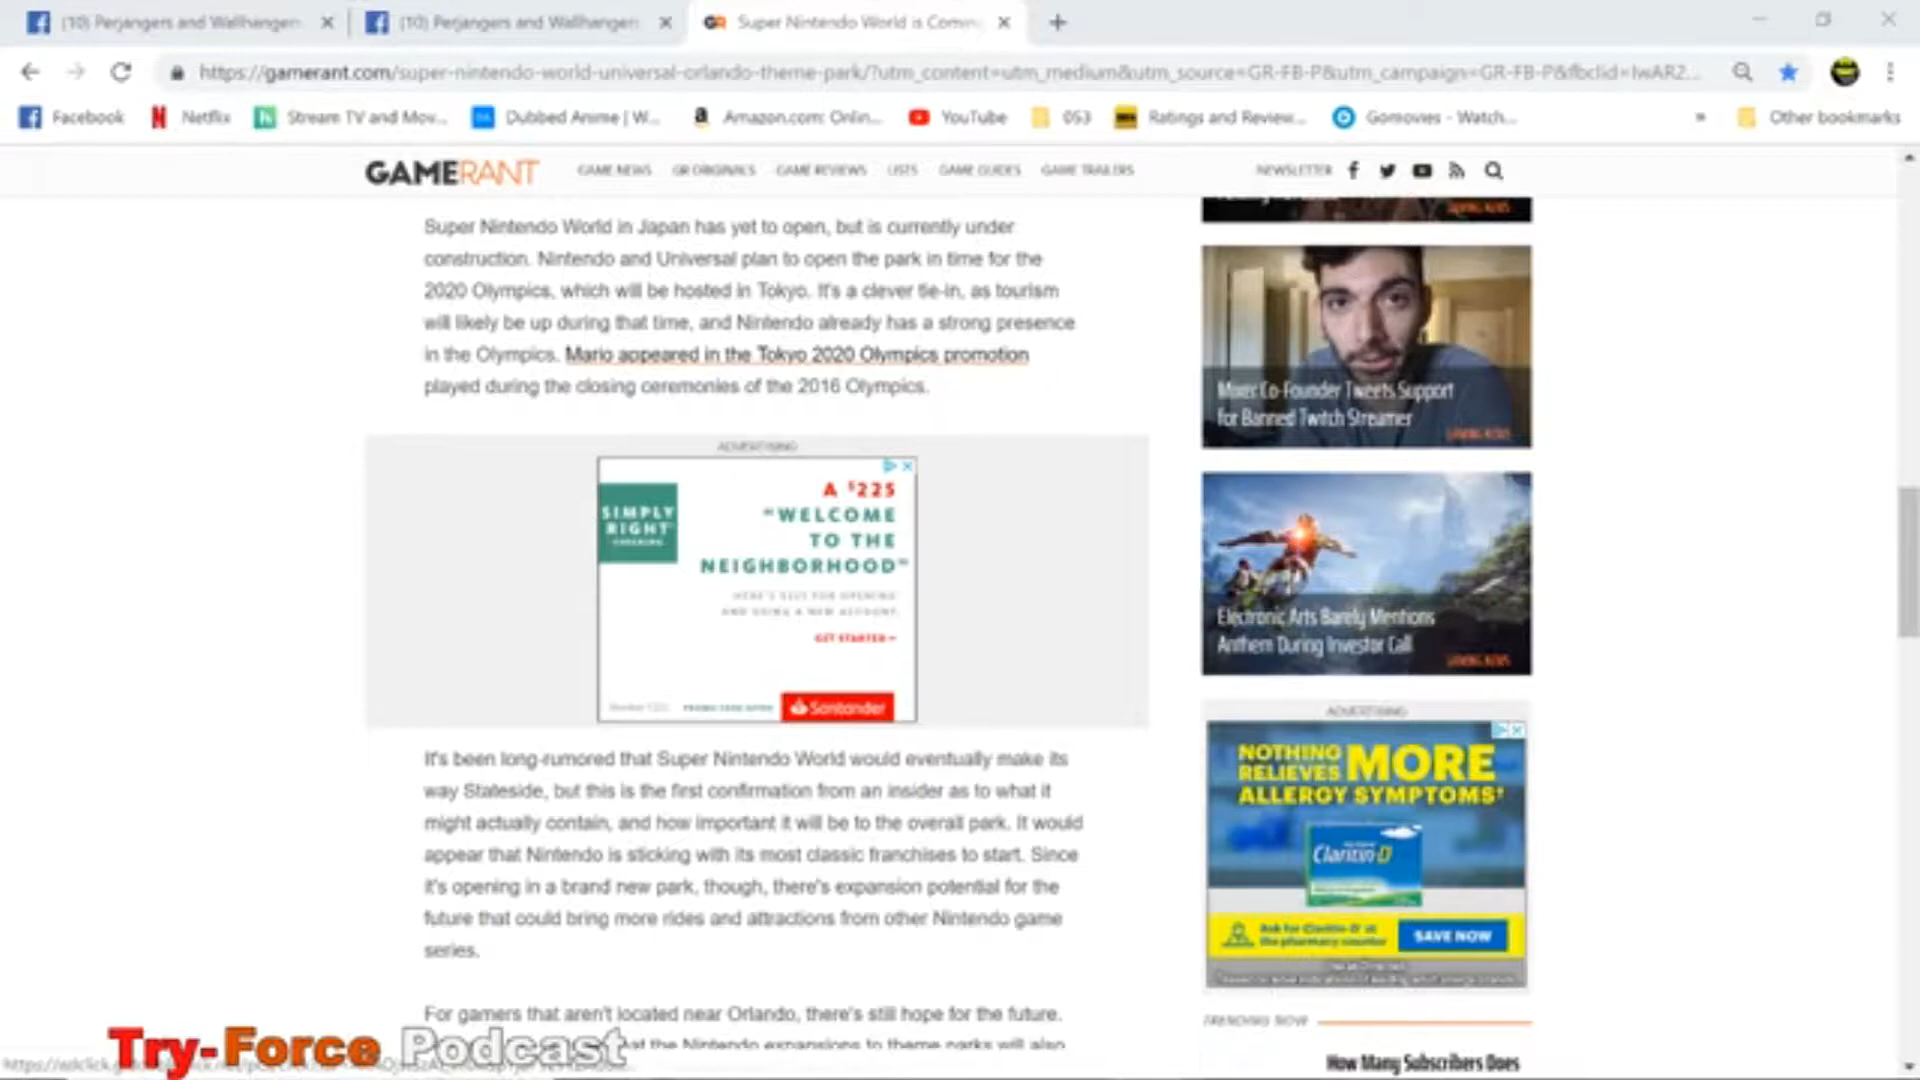 (10) Perjangers and Wallhangers
(10) Perjangers and Wallhangers
Super Nintendo World is Comin
https://gamerant.com/super-nintendo-world-universal-orlando-theme-park/?utm_content=utm_medium&utm_source=GR-FB-P&utm_campaign=GR-FB-P&fbclid=IwAR2...
Facebook
Netflix
Stream TV and Mov...
Dubbed Anime | W...
Amazon.com: Onlin...
YouTube
053
Ratings and Review...
Gomovies - Watch...
»
Other bookmarks
GAMERANT
GAME NEWS
GR ORIGINALS
GAME REVIEWS
LISTS
GAME GUIDES
GAME TRAILERS
NEWSLETTER
Super Nintendo World in Japan has yet to open, but is currently under
construction. Nintendo and Universal plan to open the park in time for the
2020 Olympics, which will be hosted in Tokyo. It's a clever tie-in, as tourism
will likely be up during that time, and Nintendo already has a strong presence
in the Olympics. Mario appeared in the Tokyo 2020 Olympics promotion
played during the closing ceremonies of the 2016 Olympics.
ADVERTISING
SIMPLY
RIGHT
CHECKING
A $225
"WELCOME
TO THE
NEIGHBORHOOD"
HERE'S $225 FOR OPENING
AND USING A NEW ACCOUNT.
GET STARTED
Santander
It's been long-rumored that Super Nintendo World would eventually make its
way Stateside, but this is the first confirmation from an insider as to what it
might actually contain, and how important it will be to the overall park. It would
appear that Nintendo is sticking with its most classic franchises to start. Since
it's opening in a brand new park, though, there's expansion potential for the
future that could bring more rides and attractions from other Nintendo game
series.
For gamers that aren't located near Orlando, there's still hope for the future.
at the Nintendo expansions to theme parks will also
GAMING NEWS
Mixer Co-Founder Tweets Support
for Banned Twitch Streamer
GAMING NEWS
Electronic Arts Barely Mentions
Anthem During Investor Call
GAMING NEWS
ADVERTISING
NOTHING
RELIEVES MORE
ALLERGY SYMPTOMS†
Claritin-D
Ask for Claritin-D at
the pharmacy counter
SAVE NOW
TRENDING NOW
How Many Subscribers Does
Try-Force Podcast